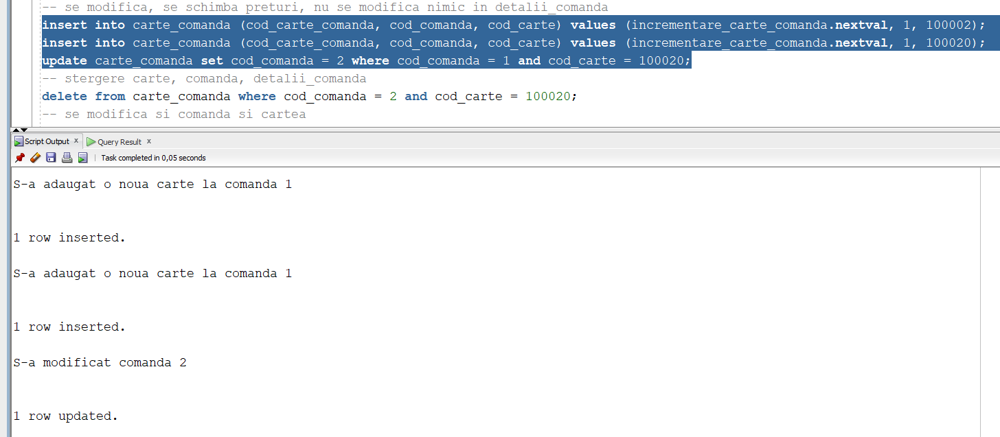 -- se modifica, se schimba preturi, nu se modifica nimic in detalii_comanda
insert into carte_comanda (cod_carte_comanda, cod_comanda, cod_carte) values (incrementare_carte_comanda.nextval, 1, 100002);
insert into carte_comanda (cod_carte_comanda, cod_comanda, cod_carte) values (incrementare_carte_comanda.nextval, 1, 100020);
update carte_comanda set cod_comanda = 2 where cod_comanda = 1 and cod_carte = 100020;
-- stergere carte, comanda, detalii_comanda
delete from carte_comanda where cod_comanda = 2 and cod_carte = 100020;
-- se modifica si comanda si cartea
Script Output x Query Result x
Task completed in 0,05 seconds
S-a adaugat o noua carte la comanda 1
1 row inserted.
S-a adaugat o noua carte la comanda 1
1 row inserted.
S-a modificat comanda 2
1 row updated.